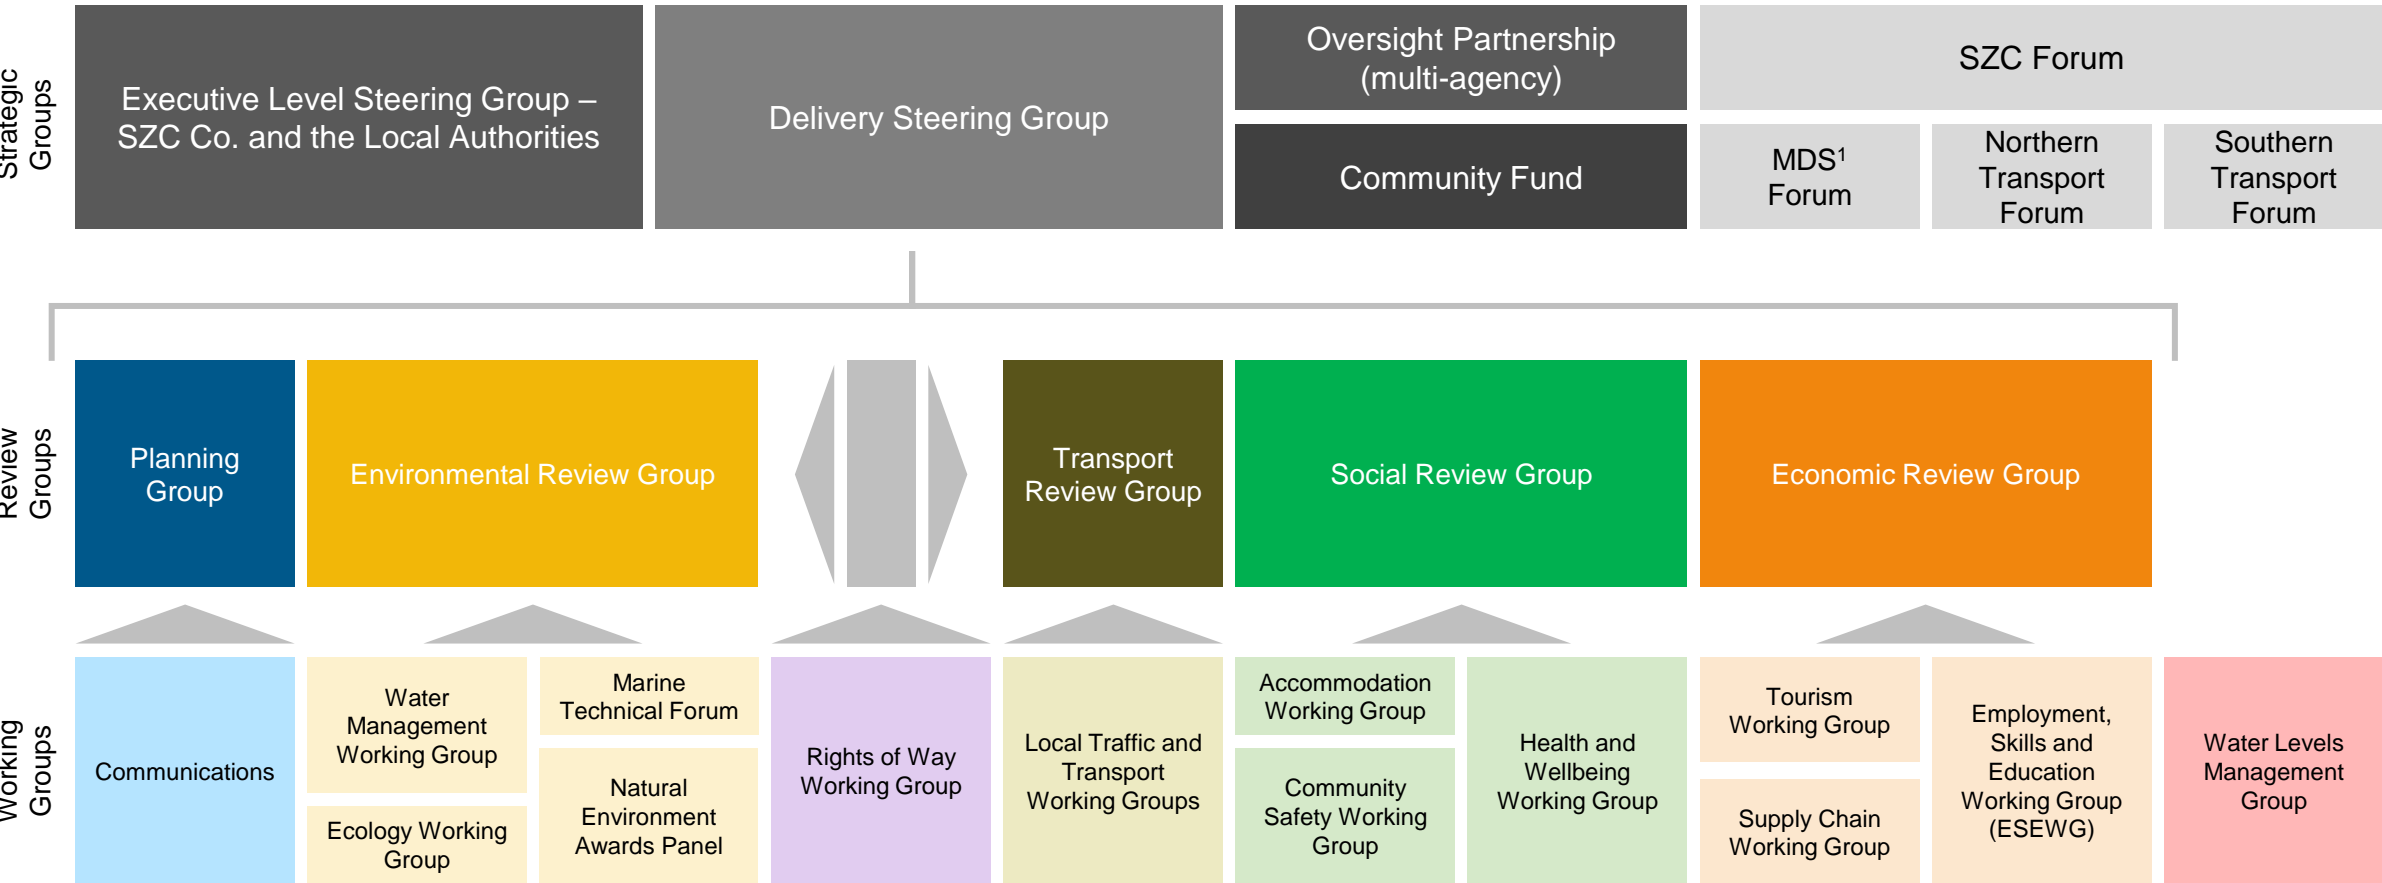 Strategic
Groups
Executive Level Steering Group –
SZC Co. and the Local Authorities
Delivery Steering Group
Oversight Partnership
(multi-agency)
Community Fund
SZC Forum
MDS¹
Forum
Northern
Transport
Forum
Southern
Transport
Forum
Review
Groups
Planning
Group
Environmental Review Group
Transport
Review Group
Social Review Group
Economic Review Group
Working
Groups
Communications
Water
Management
Working Group
Ecology Working
Group
Marine
Technical Forum
Natural
Environment
Awards Panel
Rights of Way
Working Group
Local Traffic and
Transport
Working Groups
Accommodation
Working Group
Community
Safety Working
Group
Health and
Wellbeing
Working Group
Tourism
Working Group
Supply Chain
Working Group
Employment,
Skills and
Education
Working Group
(ESEWG)
Water Levels
Management
Group